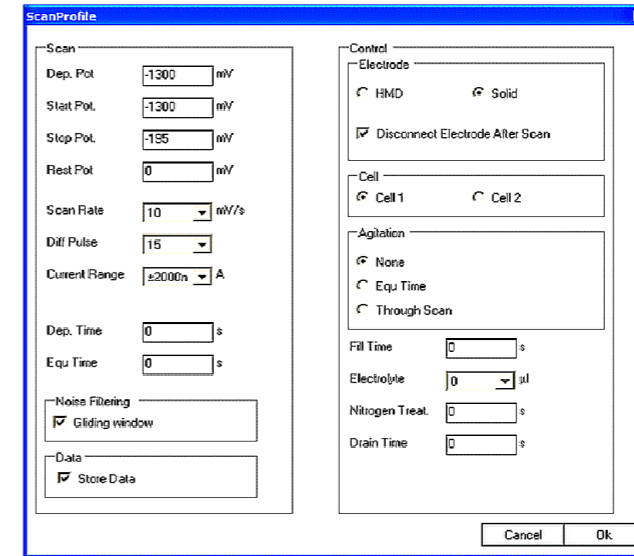 ScanProfile
Scan
Dep. Pot -1300 mV
Start Pot. -1300 mV
Stop Pot. -195 mV
Rest Pot 0 mV
Scan Rate 10 mV/s
Diff Pulse 15
Current Range ±2000n A
Dep. Time 0 s
Equ Time 0 s
Noise Filtering
Gliding window
Data
Store Data
Control
Electrode
HMD Solid
Disconnect Electrode After Scan
Cell
Cell 1 Cell 2
Agitation
None
Equ Time
Through Scan
Fill Time 0 s
Electrolyte 0 µl
Nitrogen Treat. 0 s
Drain Time 0 s
Cancel Ok